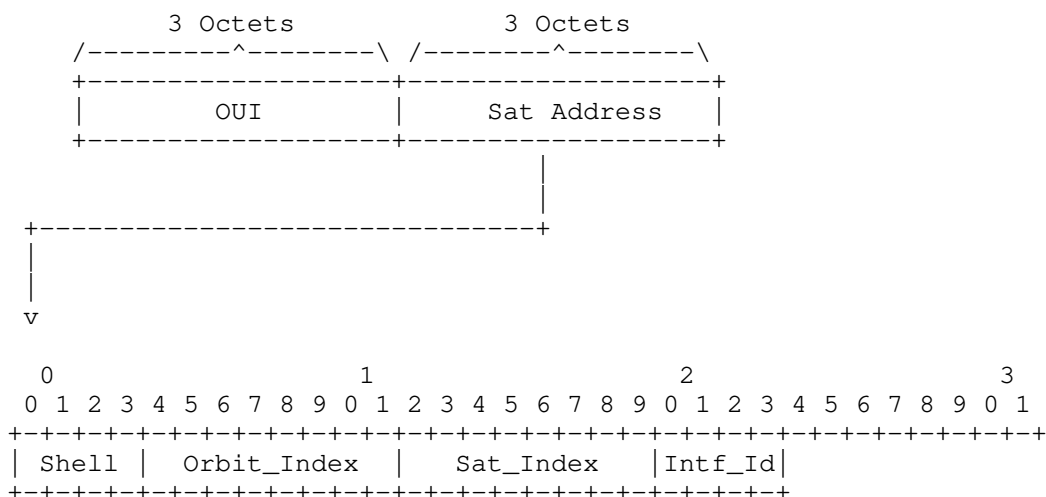 3 Octets 3 Octets
/---------^--------\ /--------^--------\
+-------------------+-------------------+
| OUI | Sat Address |
+-------------------+-------------------+
|
|
+-------------------------------+
|
|
v
0 1 2 3
0 1 2 3 4 5 6 7 8 9 0 1 2 3 4 5 6 7 8 9 0 1 2 3 4 5 6 7 8 9 0 1
+-+-+-+-+-+-+-+-+-+-+-+-+-+-+-+-+-+-+-+-+-+-+-+-+-+-+-+-+-+-+-+-+
| Shell | Orbit_Index | Sat_Index |Intf_Id|
+-+-+-+-+-+-+-+-+-+-+-+-+-+-+-+-+-+-+-+-+-+-+-+-+